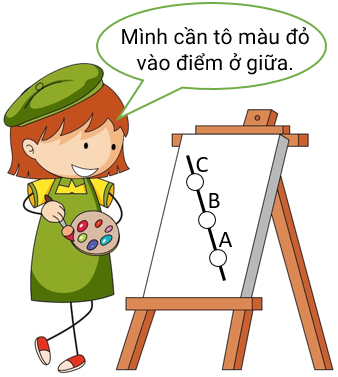 Mình cần tô màu đỏ
vào điểm ở giữa.
C
B
A